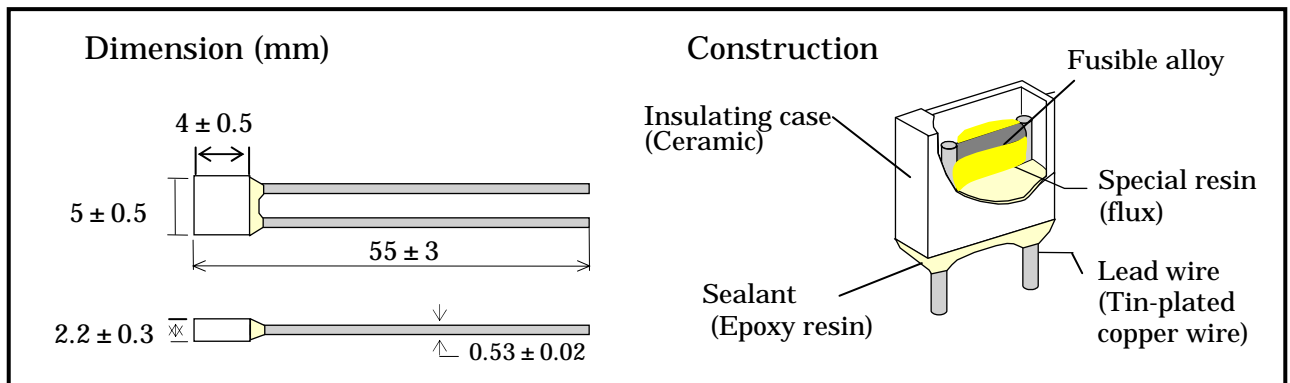 Dimension (mm)
4 ± 0.5
5 ± 0.5
55 ± 3
2.2 ± 0.3
0.53 ± 0.02
Construction
Fusible alloy
Insulating case
(Ceramic)
Special resin
(flux)
Sealant
(Epoxy resin)
Lead wire
(Tin-plated
copper wire)